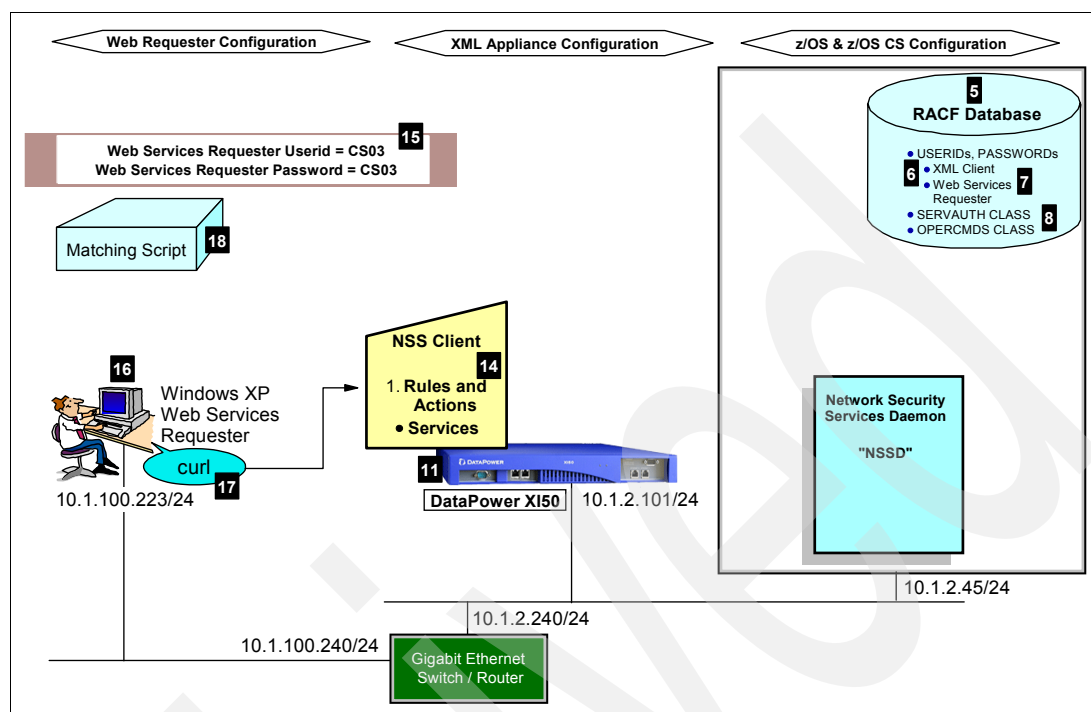 Web Requester Configuration
XML Appliance Configuration
z/OS & z/OS CS Configuration
15
Web Services Requester Userid = CS03
Web Services Requester Password = CS03
Matching Script
18
5
RACF Database
• USERIDs, PASSWORDs
6
• XML Client
• Web Services
Requester
7
• SERVAUTH CLASS
8
• OPERCMDS CLASS
NSS Client
14
1. Rules and
Actions
• Services
16
Windows XP
Web Services
Requester
curl
17
10.1.100.223/24
11
DATAPOWER
XI50
DataPower XI50
10.1.2.101/24
Network Security
Services Daemon
"NSSD"
10.1.2.45/24
10.1.2.240/24
10.1.100.240/24
Gigabit Ethernet
Switch / Router